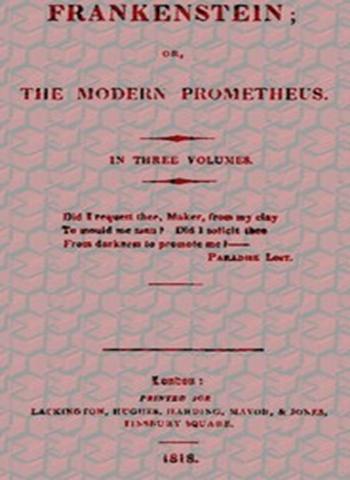 FRANKENSTEIN;
OR,
THE MODERN PROMETHEUS.
IN THREE VOLUMES.
Did I request thee, Maker, from my clay
To mould me man? Did I solicit thee
From darkness to promote me?——
PARADISE LOST.
London:
PRINTED FOR
LACKINGTON, HUGHES, HARDING, MAVOR, & JONES,
FINSBURY SQUARE.
1818.